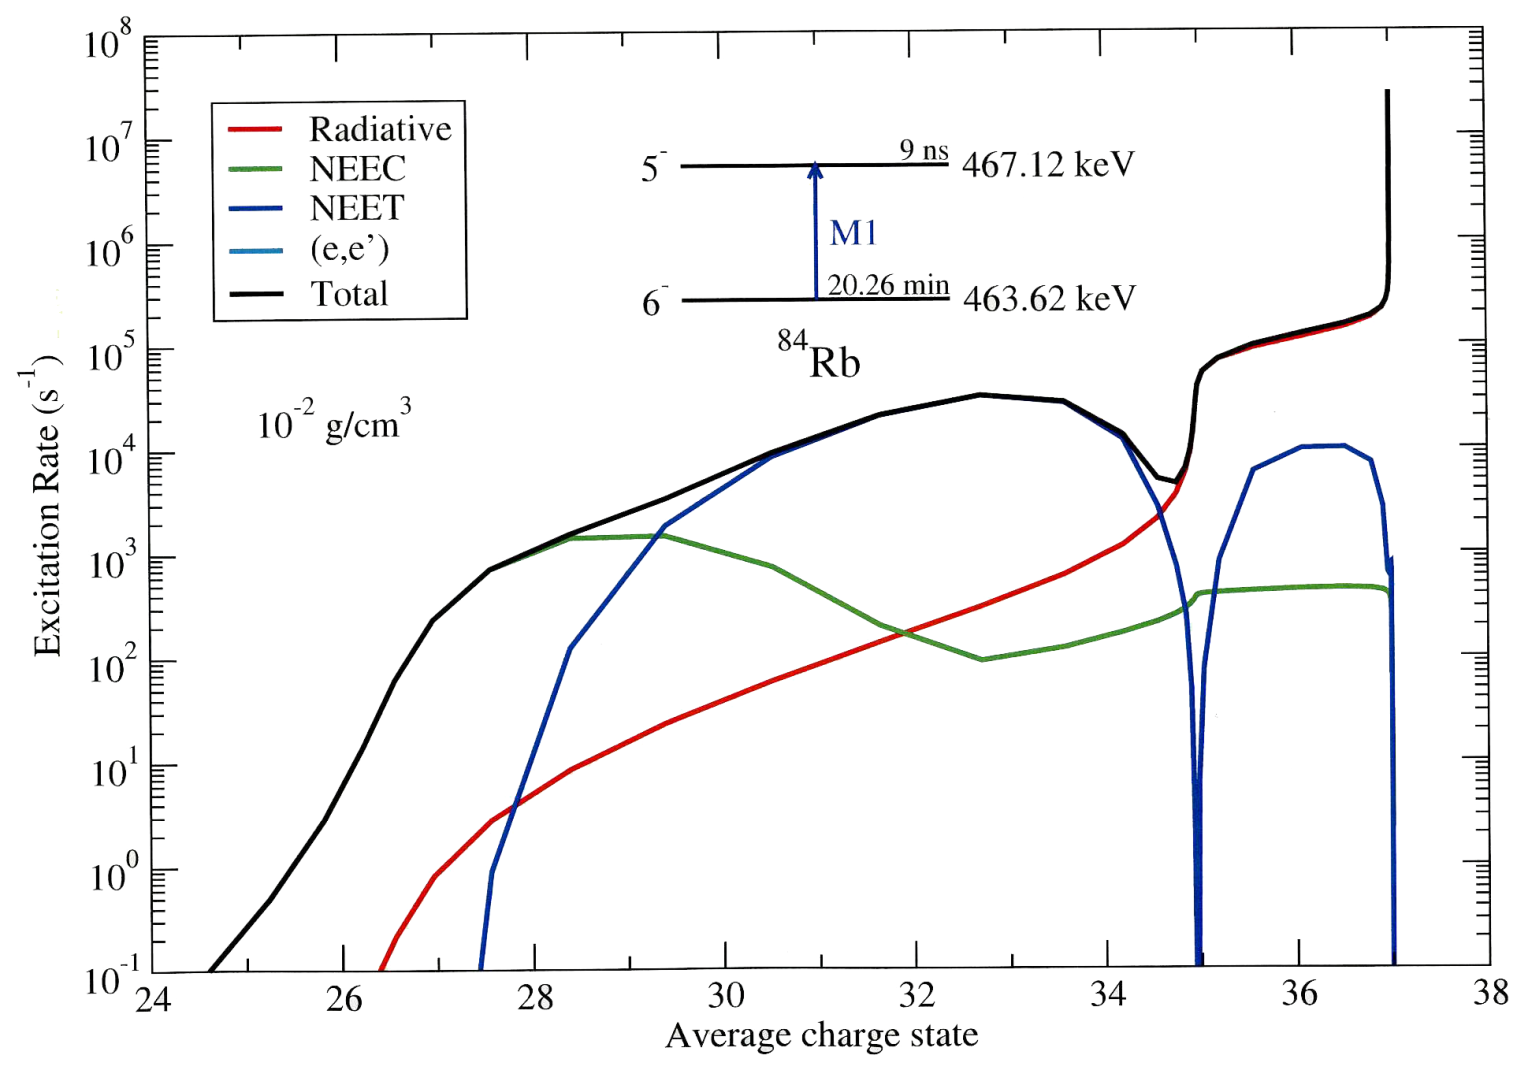 10^8
10^7
10^6
10^5
10^4
10^3
10^2
10^1
10^0
10^-1
Excitation Rate (s^-1)
Radiative
NEEC
NEET
(e,e')
Total
5^- 9 ns 467.12 keV
M1
6^- 20.26 min 463.62 keV
^84Rb
10^-2 g/cm^3
24 26 28 30 32 34 36 38
Average charge state